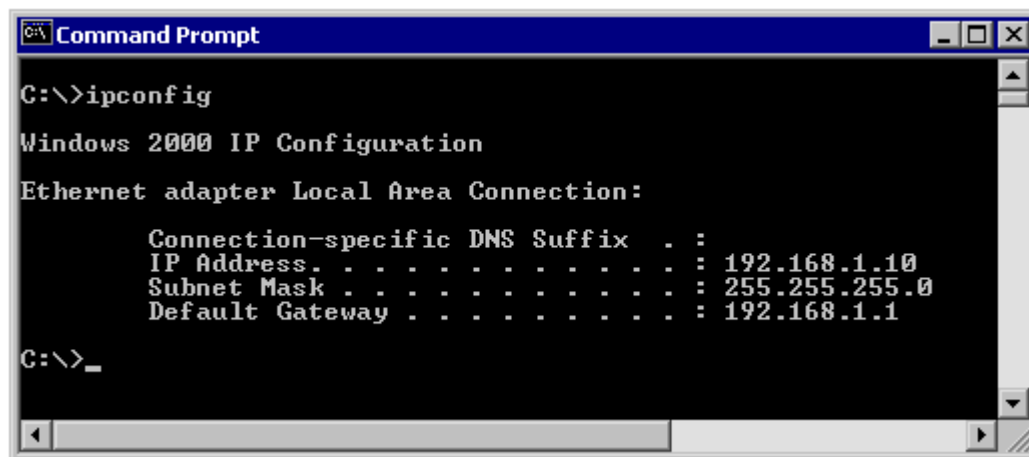 Command Prompt
C:\>ipconfig
Windows 2000 IP Configuration
Ethernet adapter Local Area Connection:
Connection-specific DNS Suffix  . :
IP Address. . . . . . . . . . . . : 192.168.1.10
Subnet Mask . . . . . . . . . . . : 255.255.255.0
Default Gateway . . . . . . . . . : 192.168.1.1
C:\>_